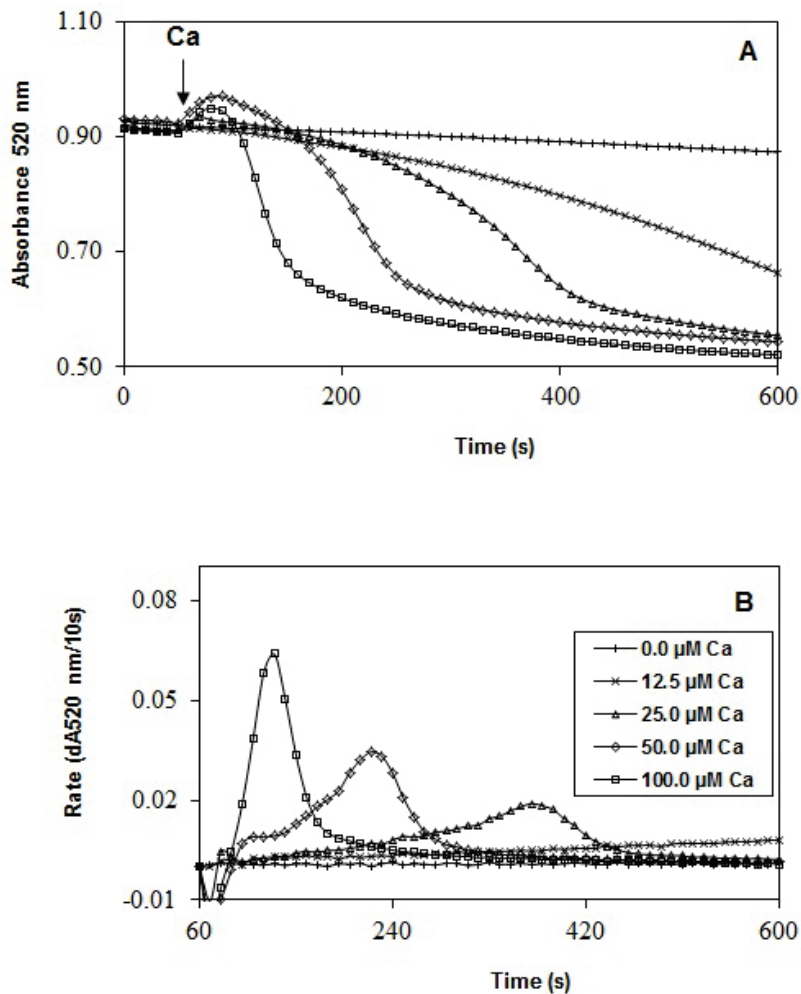 1.10
Ca
A
0.90
0.70
0.50
0
200
400
600
Absorbance 520 nm
Time (s)
B
0.08
0.05
0.02
-0.01
60
240
420
600
Rate (dA520 nm/10s)
Time (s)
0.0 µM Ca
12.5 µM Ca
25.0 µM Ca
50.0 µM Ca
100.0 µM Ca